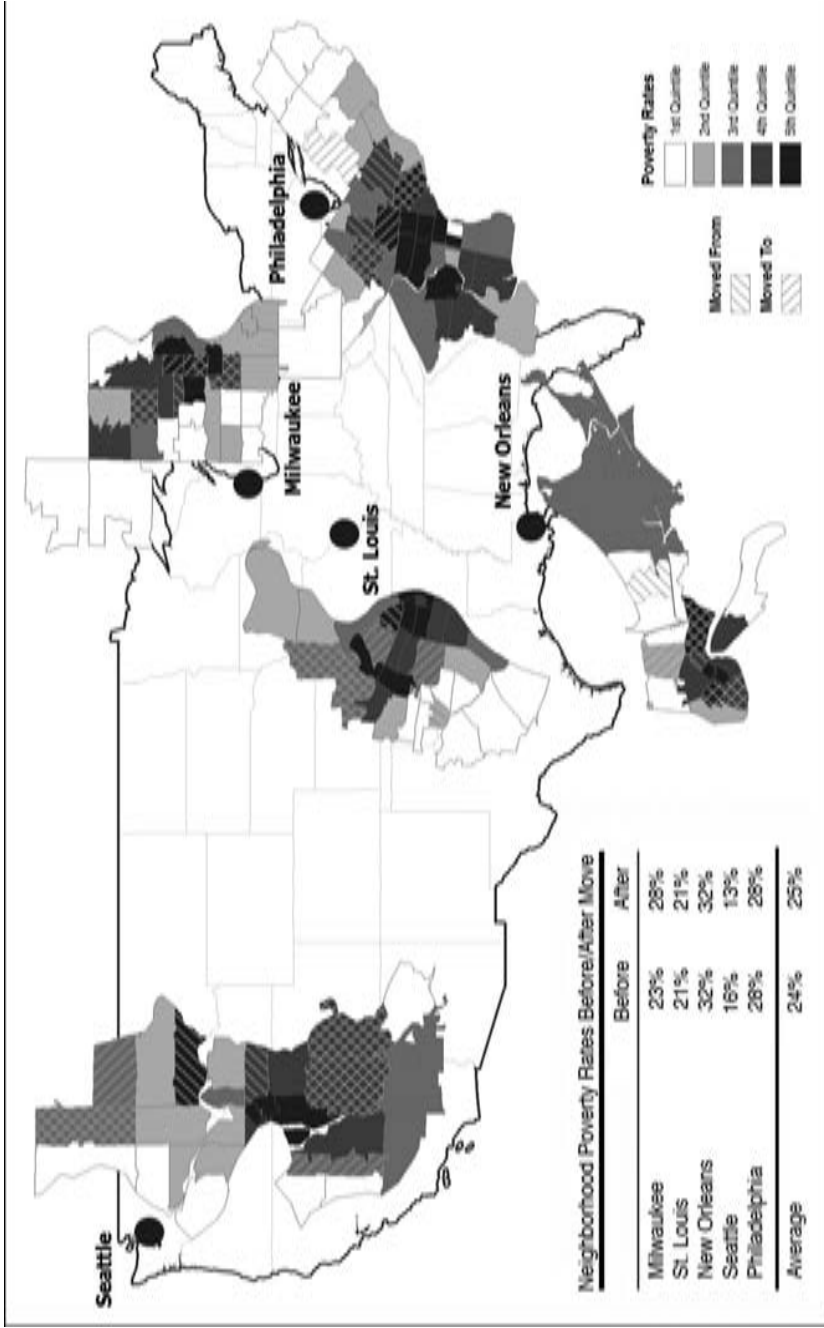 Seattle
Milwaukee
Philadelphia
St. Louis
New Orleans
Neighborhood Poverty Rates Before/After Move
Before After
Milwaukee 23% 28%
St. Louis 21% 21%
New Orleans 32% 32%
Seattle 16% 13%
Philadelphia 28% 28%
Average 24% 25%
Moved From
Moved To
Poverty Rates
1st Quintile
2nd Quintile
3rd Quintile
4th Quintile
5th Quintile